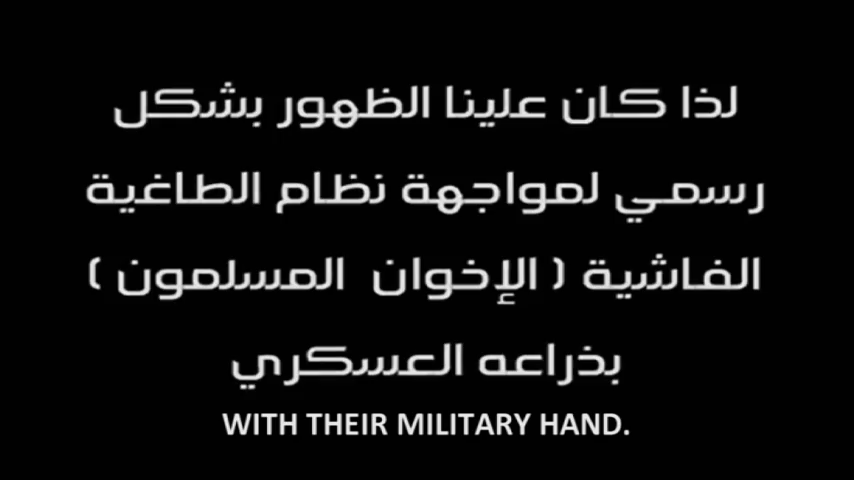 لذا كان علينا الظهور بشكل
رسمي لمواجهة نظام الطاغية
الفاشية ( الإخوان المسلمون )
بذراعه العسكري
WITH THEIR MILITARY HAND.